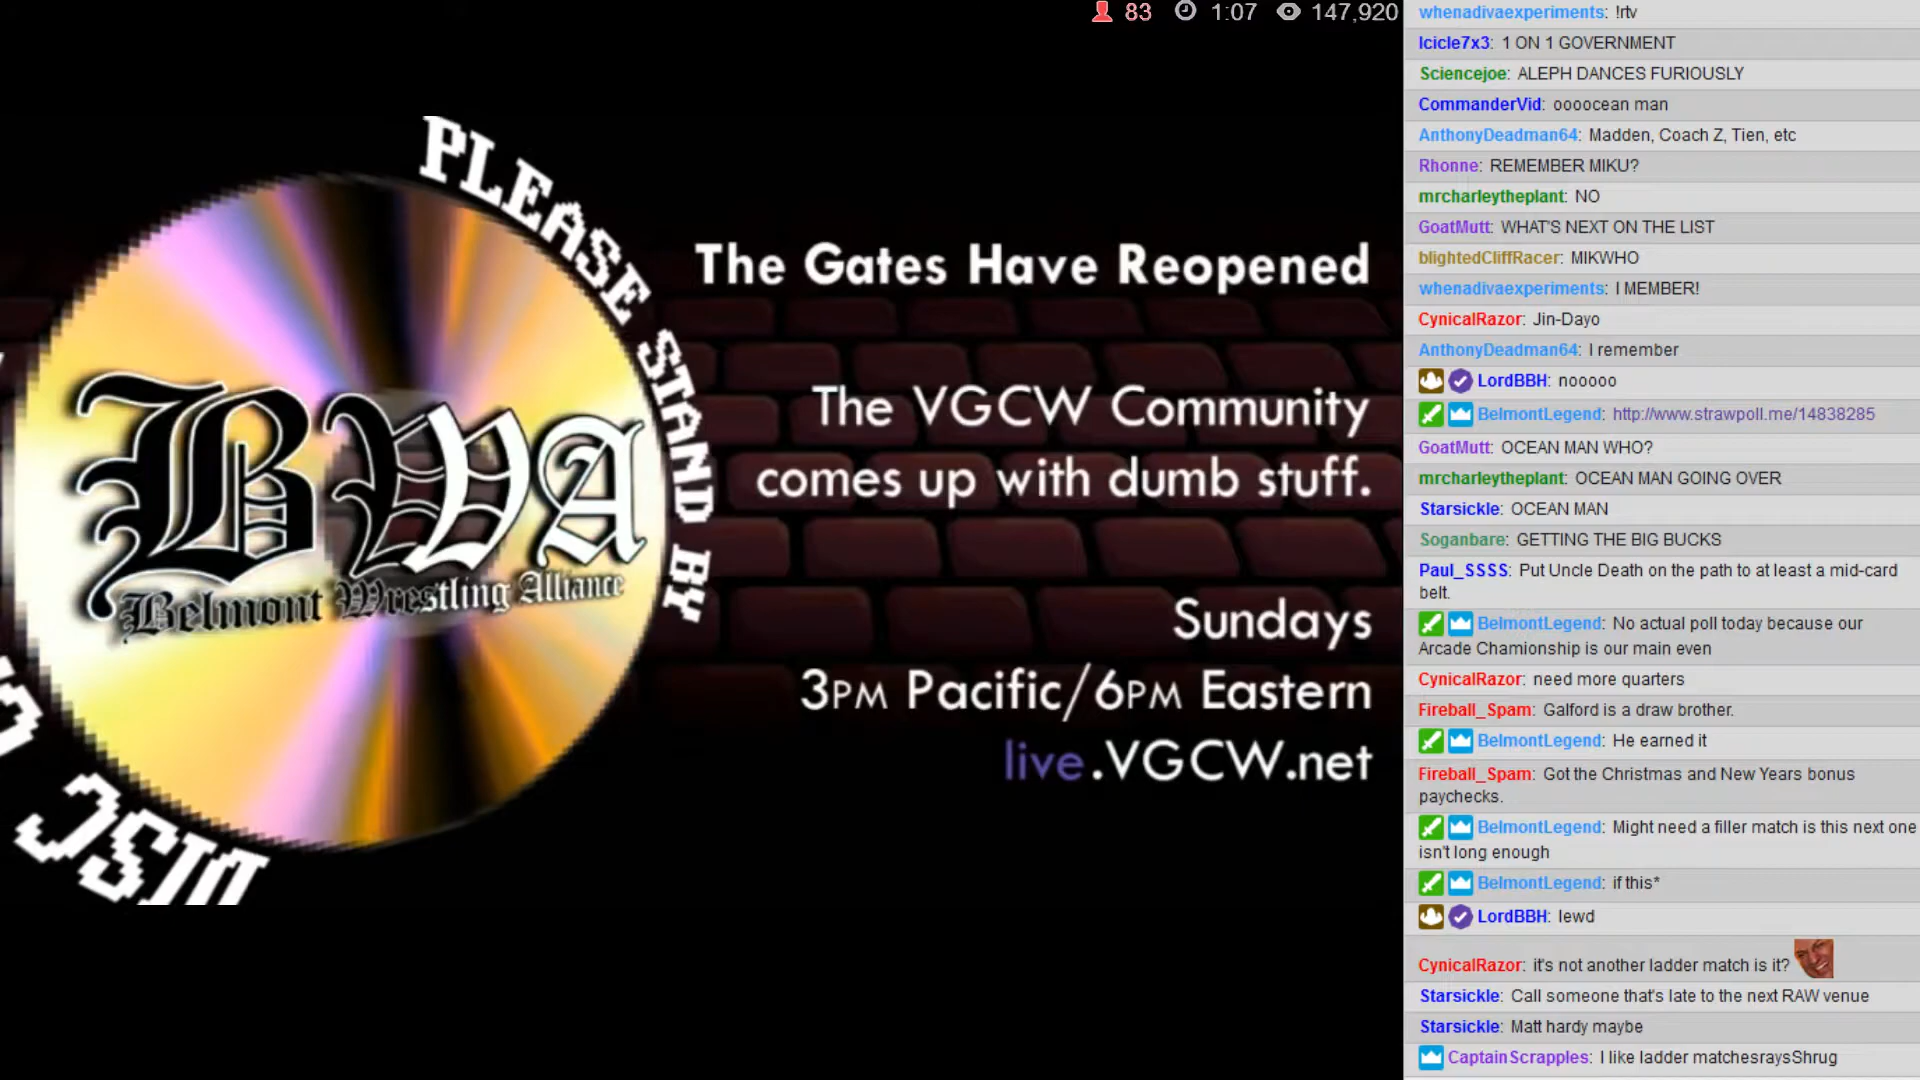 83 1:07 147,920
PLEASE STAND BY
DISC
BWA
Belmont Wrestling Alliance
The Gates Have Reopened
The VGCW Community
comes up with dumb stuff.
Sundays
3PM Pacific/6PM Eastern
live.VGCW.net
whenadivaexperiments: !rtv
Icicle7x3: 1 ON 1 GOVERNMENT
Sciencejoe: ALEPH DANCES FURIOUSLY
CommanderVid: ooooocean man
AnthonyDeadman64: Madden, Coach Z, Tien, etc
Rhonne: REMEMBER MIKU?
mrcharleytheplant: NO
GoatMutt: WHAT'S NEXT ON THE LIST
blightedCliffRacer: MIKWHO
whenadivaexperiments: I MEMBER!
CynicalRazor: Jin-Dayo
AnthonyDeadman64: I remember
LordBBH: nooooo
BelmontLegend: http://www.strawpoll.me/14838285
GoatMutt: OCEAN MAN WHO?
mrcharleytheplant: OCEAN MAN GOING OVER
Starsickle: OCEAN MAN
Soganbare: GETTING THE BIG BUCKS
Paul_SSSS: Put Uncle Death on the path to at least a mid-card
belt.
BelmontLegend: No actual poll today because our
Arcade Chamionship is our main even
CynicalRazor: need more quarters
Fireball_Spam: Galford is a draw brother.
BelmontLegend: He earned it
Fireball_Spam: Got the Christmas and New Years bonus
paychecks.
BelmontLegend: Might need a filler match is this next one
isn't long enough
BelmontLegend: if this*
LordBBH: lewd
CynicalRazor: it's not another ladder match is it?
Starsickle: Call someone that's late to the next RAW venue
Starsickle: Matt hardy maybe
CaptainScrapples: I like ladder matchesraysShrug